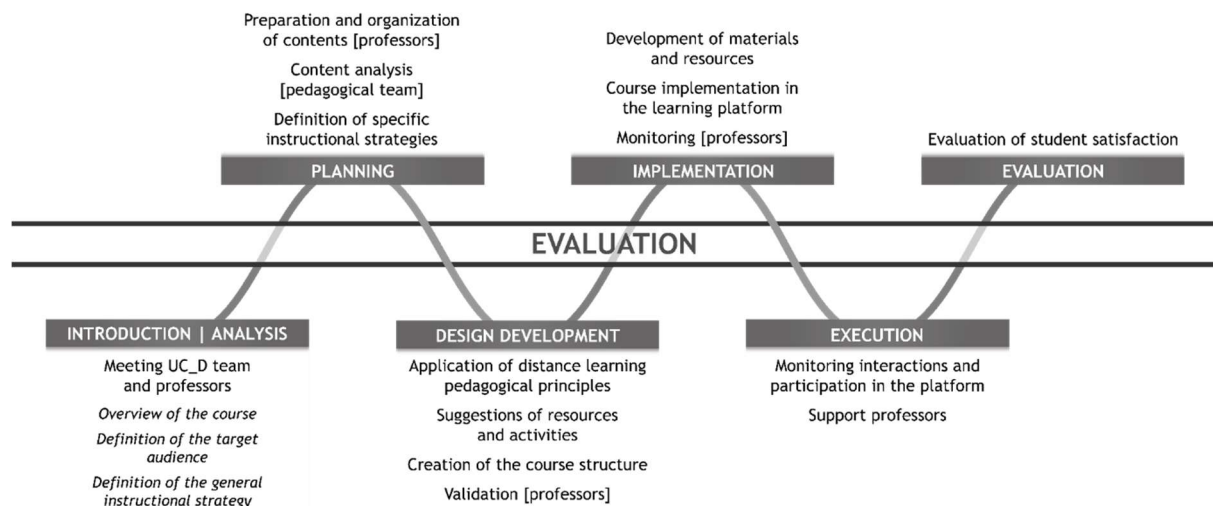 Preparation and organization
of contents [professors]
Content analysis
[pedagogical team]
Definition of specific
instructional strategies
PLANNING
Development of materials
and resources
Course implementation in
the learning platform
Monitoring [professors]
IMPLEMENTATION
Evaluation of student satisfaction
EVALUATION
EVALUATION
INTRODUCTION | ANALYSIS
Meeting UC_D team
and professors
Overview of the course
Definition of the target
audience
Definition of the general
instructional strategy
DESIGN DEVELOPMENT
Application of distance learning
pedagogical principles
Suggestions of resources
and activities
Creation of the course structure
Validation [professors]
EXECUTION
Monitoring interactions and
participation in the platform
Support professors